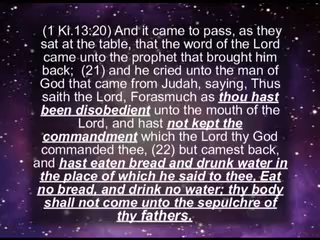 (1 Ki.13:20) And it came to pass, as they
sat at the table, that the word of the Lord
came unto the prophet that brought him
back;  (21) and he cried unto the man of
God that came from Judah, saying, Thus
saith the Lord, Forasmuch as thou hast
been disobedient unto the mouth of the
Lord, and hast not kept the
commandment which the Lord thy God
commanded thee, (22) but camest back,
and hast eaten bread and drunk water in
the place of which he said to thee, Eat
no bread, and drink no water; thy body
shall not come unto the sepulchre of
thy fathers.